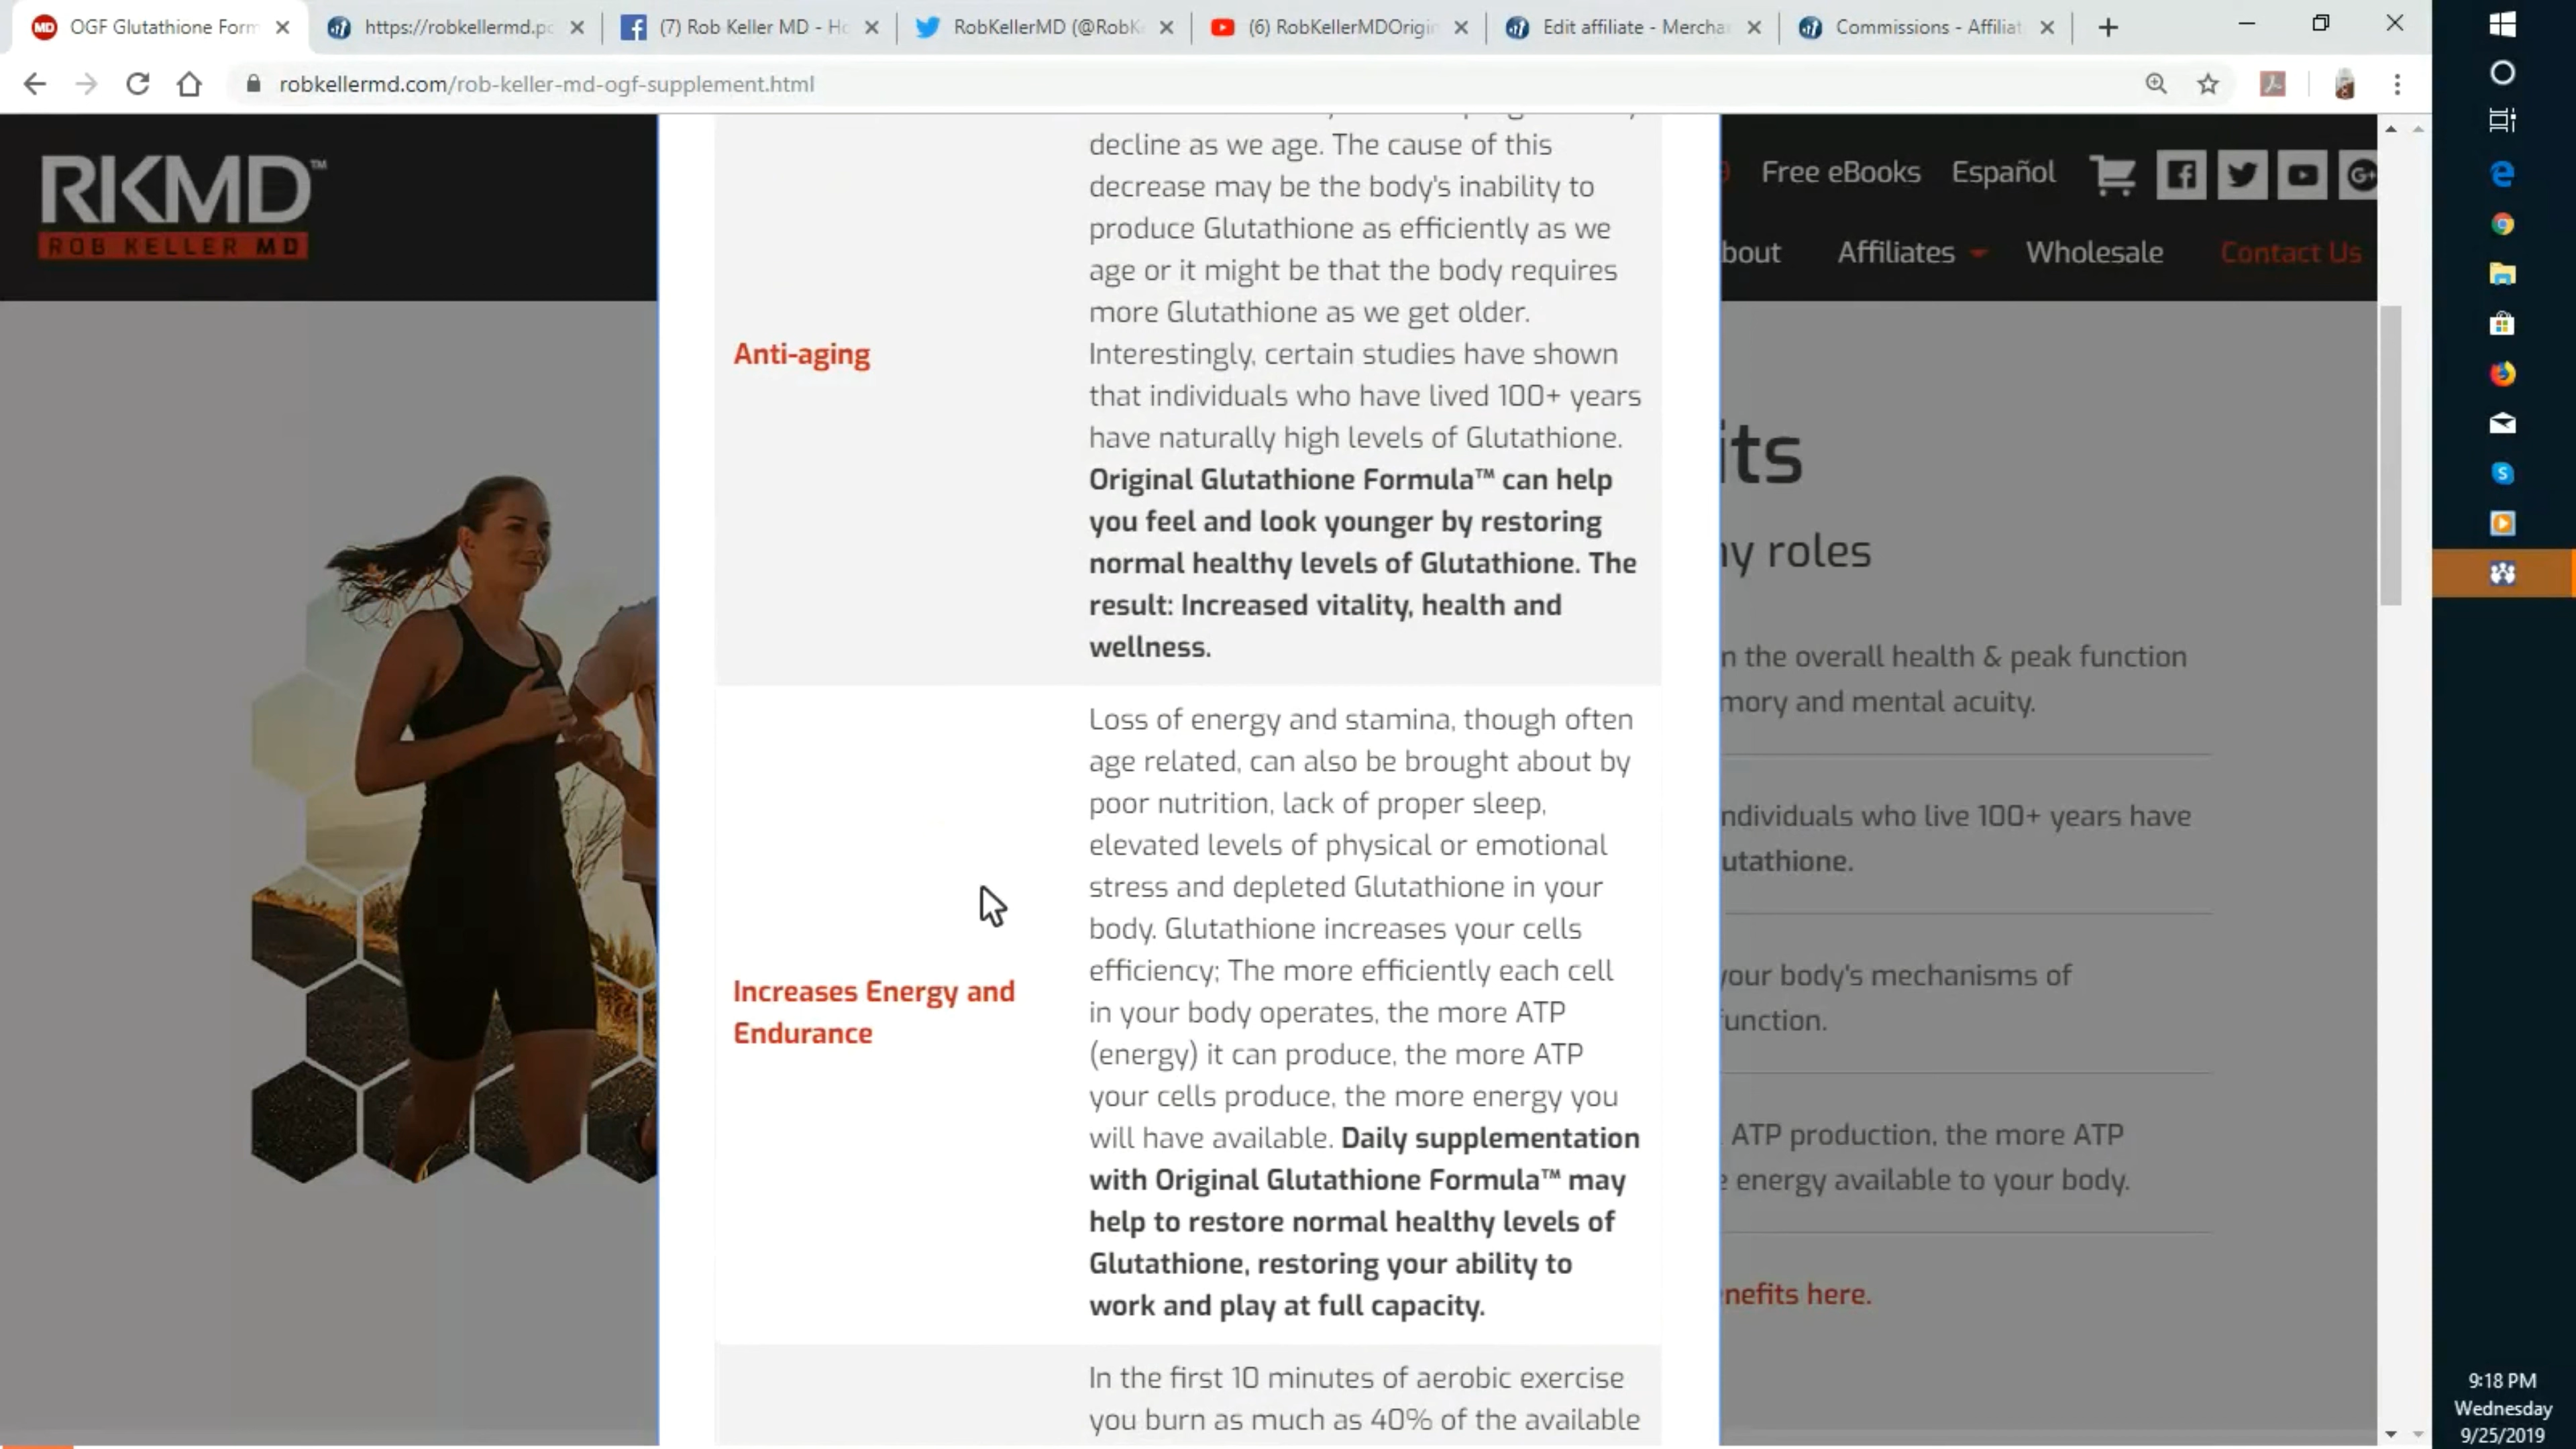 OGF Glutathione Form
https://robkellermd.pc
(7) Rob Keller MD - Ho
RobKellerMD (@RobKe
(6) RobKellerMDOrigin
Edit affiliate - Mercha
Commissions - Affiliat
robkellermd.com/rob-keller-md-ogf-supplement.html
RKMD™
ROB KELLER MD
Free eBooks
Español
bout
Affiliates
Wholesale
Contact Us
decline as we age. The cause of this
decrease may be the body's inability to
produce Glutathione as efficiently as we
age or it might be that the body requires
more Glutathione as we get older.
Anti-aging
Interestingly, certain studies have shown
that individuals who have lived 100+ years
have naturally high levels of Glutathione.
Original Glutathione Formula™ can help
you feel and look younger by restoring
normal healthy levels of Glutathione. The
result: Increased vitality, health and
wellness.
Loss of energy and stamina, though often
age related, can also be brought about by
poor nutrition, lack of proper sleep,
elevated levels of physical or emotional
stress and depleted Glutathione in your
body. Glutathione increases your cells
efficiency; The more efficiently each cell
Increases Energy and
Endurance
in your body operates, the more ATP
(energy) it can produce, the more ATP
your cells produce, the more energy you
will have available. Daily supplementation
with Original Glutathione Formula™ may
help to restore normal healthy levels of
Glutathione, restoring your ability to
work and play at full capacity.
In the first 10 minutes of aerobic exercise
you burn as much as 40% of the available
its
ny roles
n the overall health & peak function
mory and mental acuity.
ndividuals who live 100+ years have
utathione.
your body's mechanisms of
function.
ATP production, the more ATP
e energy available to your body.
nefits here.
9:18 PM
Wednesday
9/25/2019